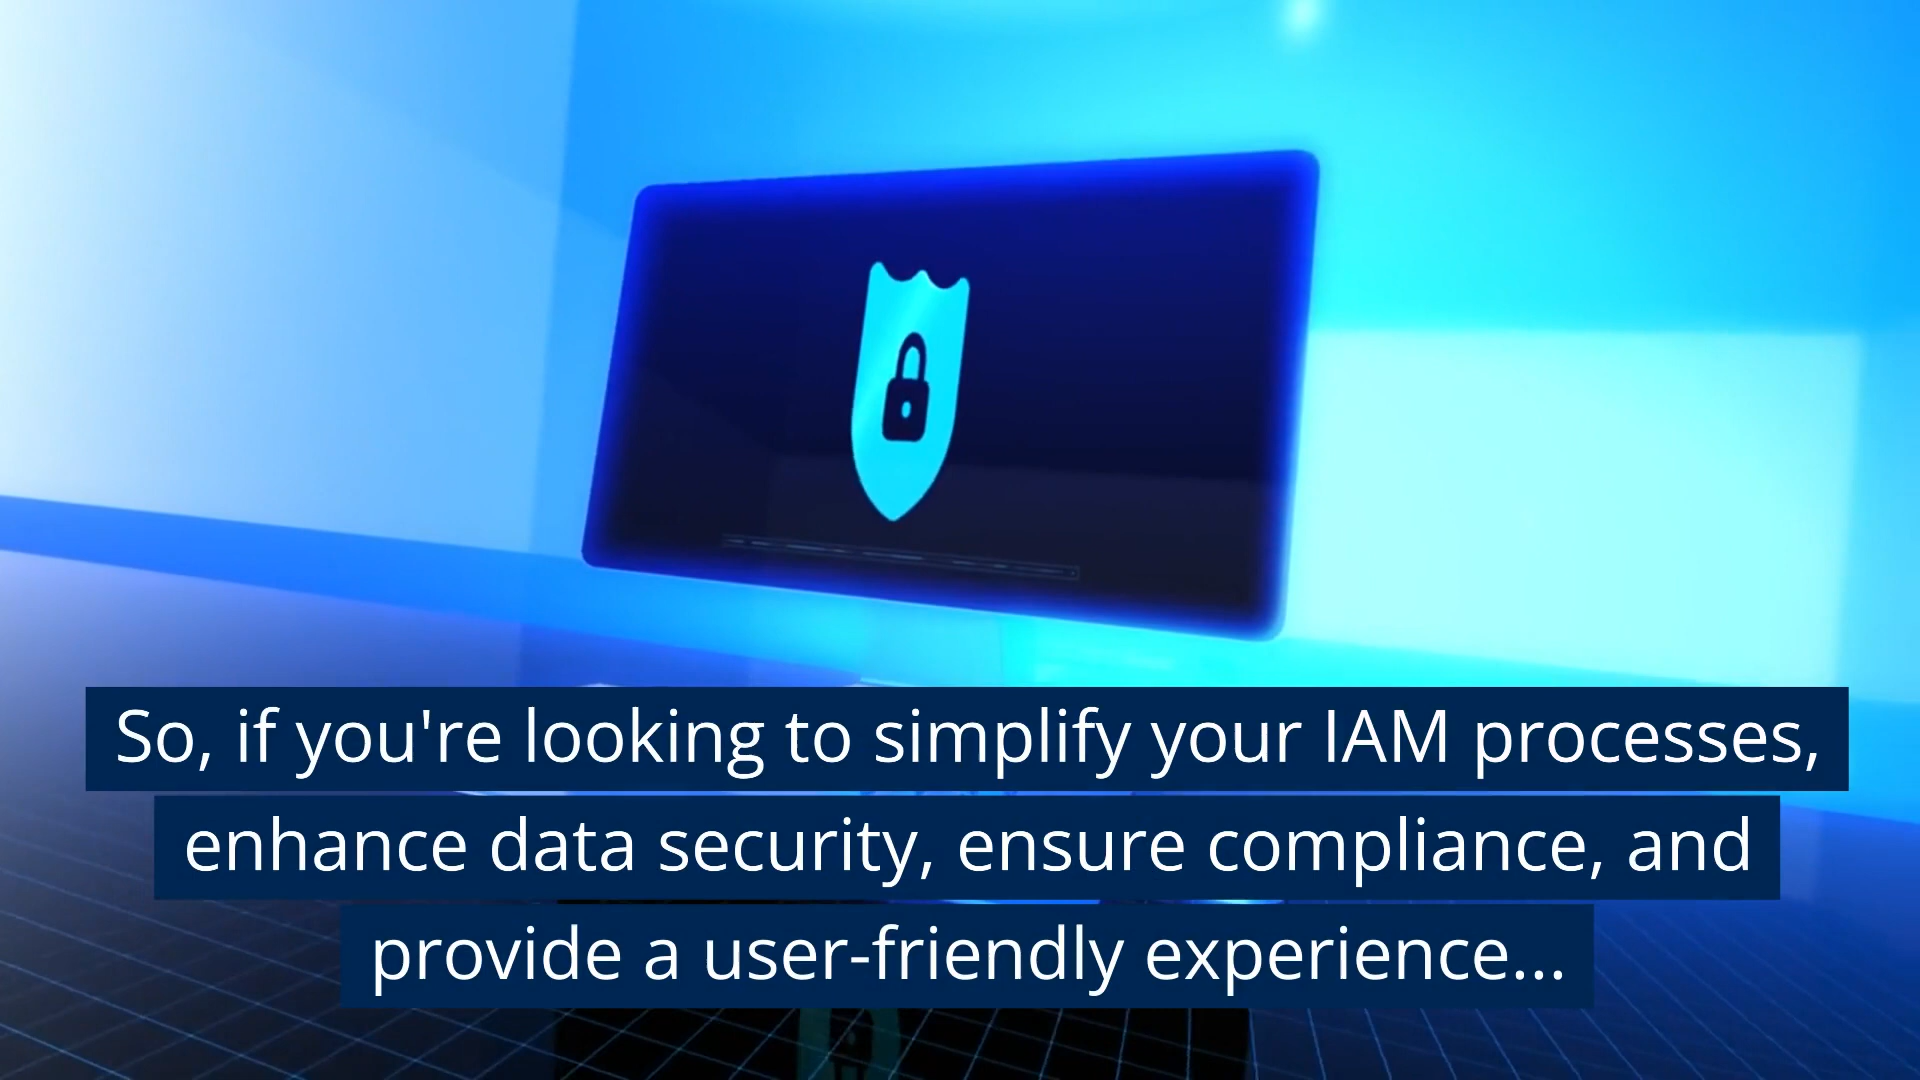 So, if you're looking to simplify your IAM processes,
enhance data security, ensure compliance, and
provide a user-friendly experience...